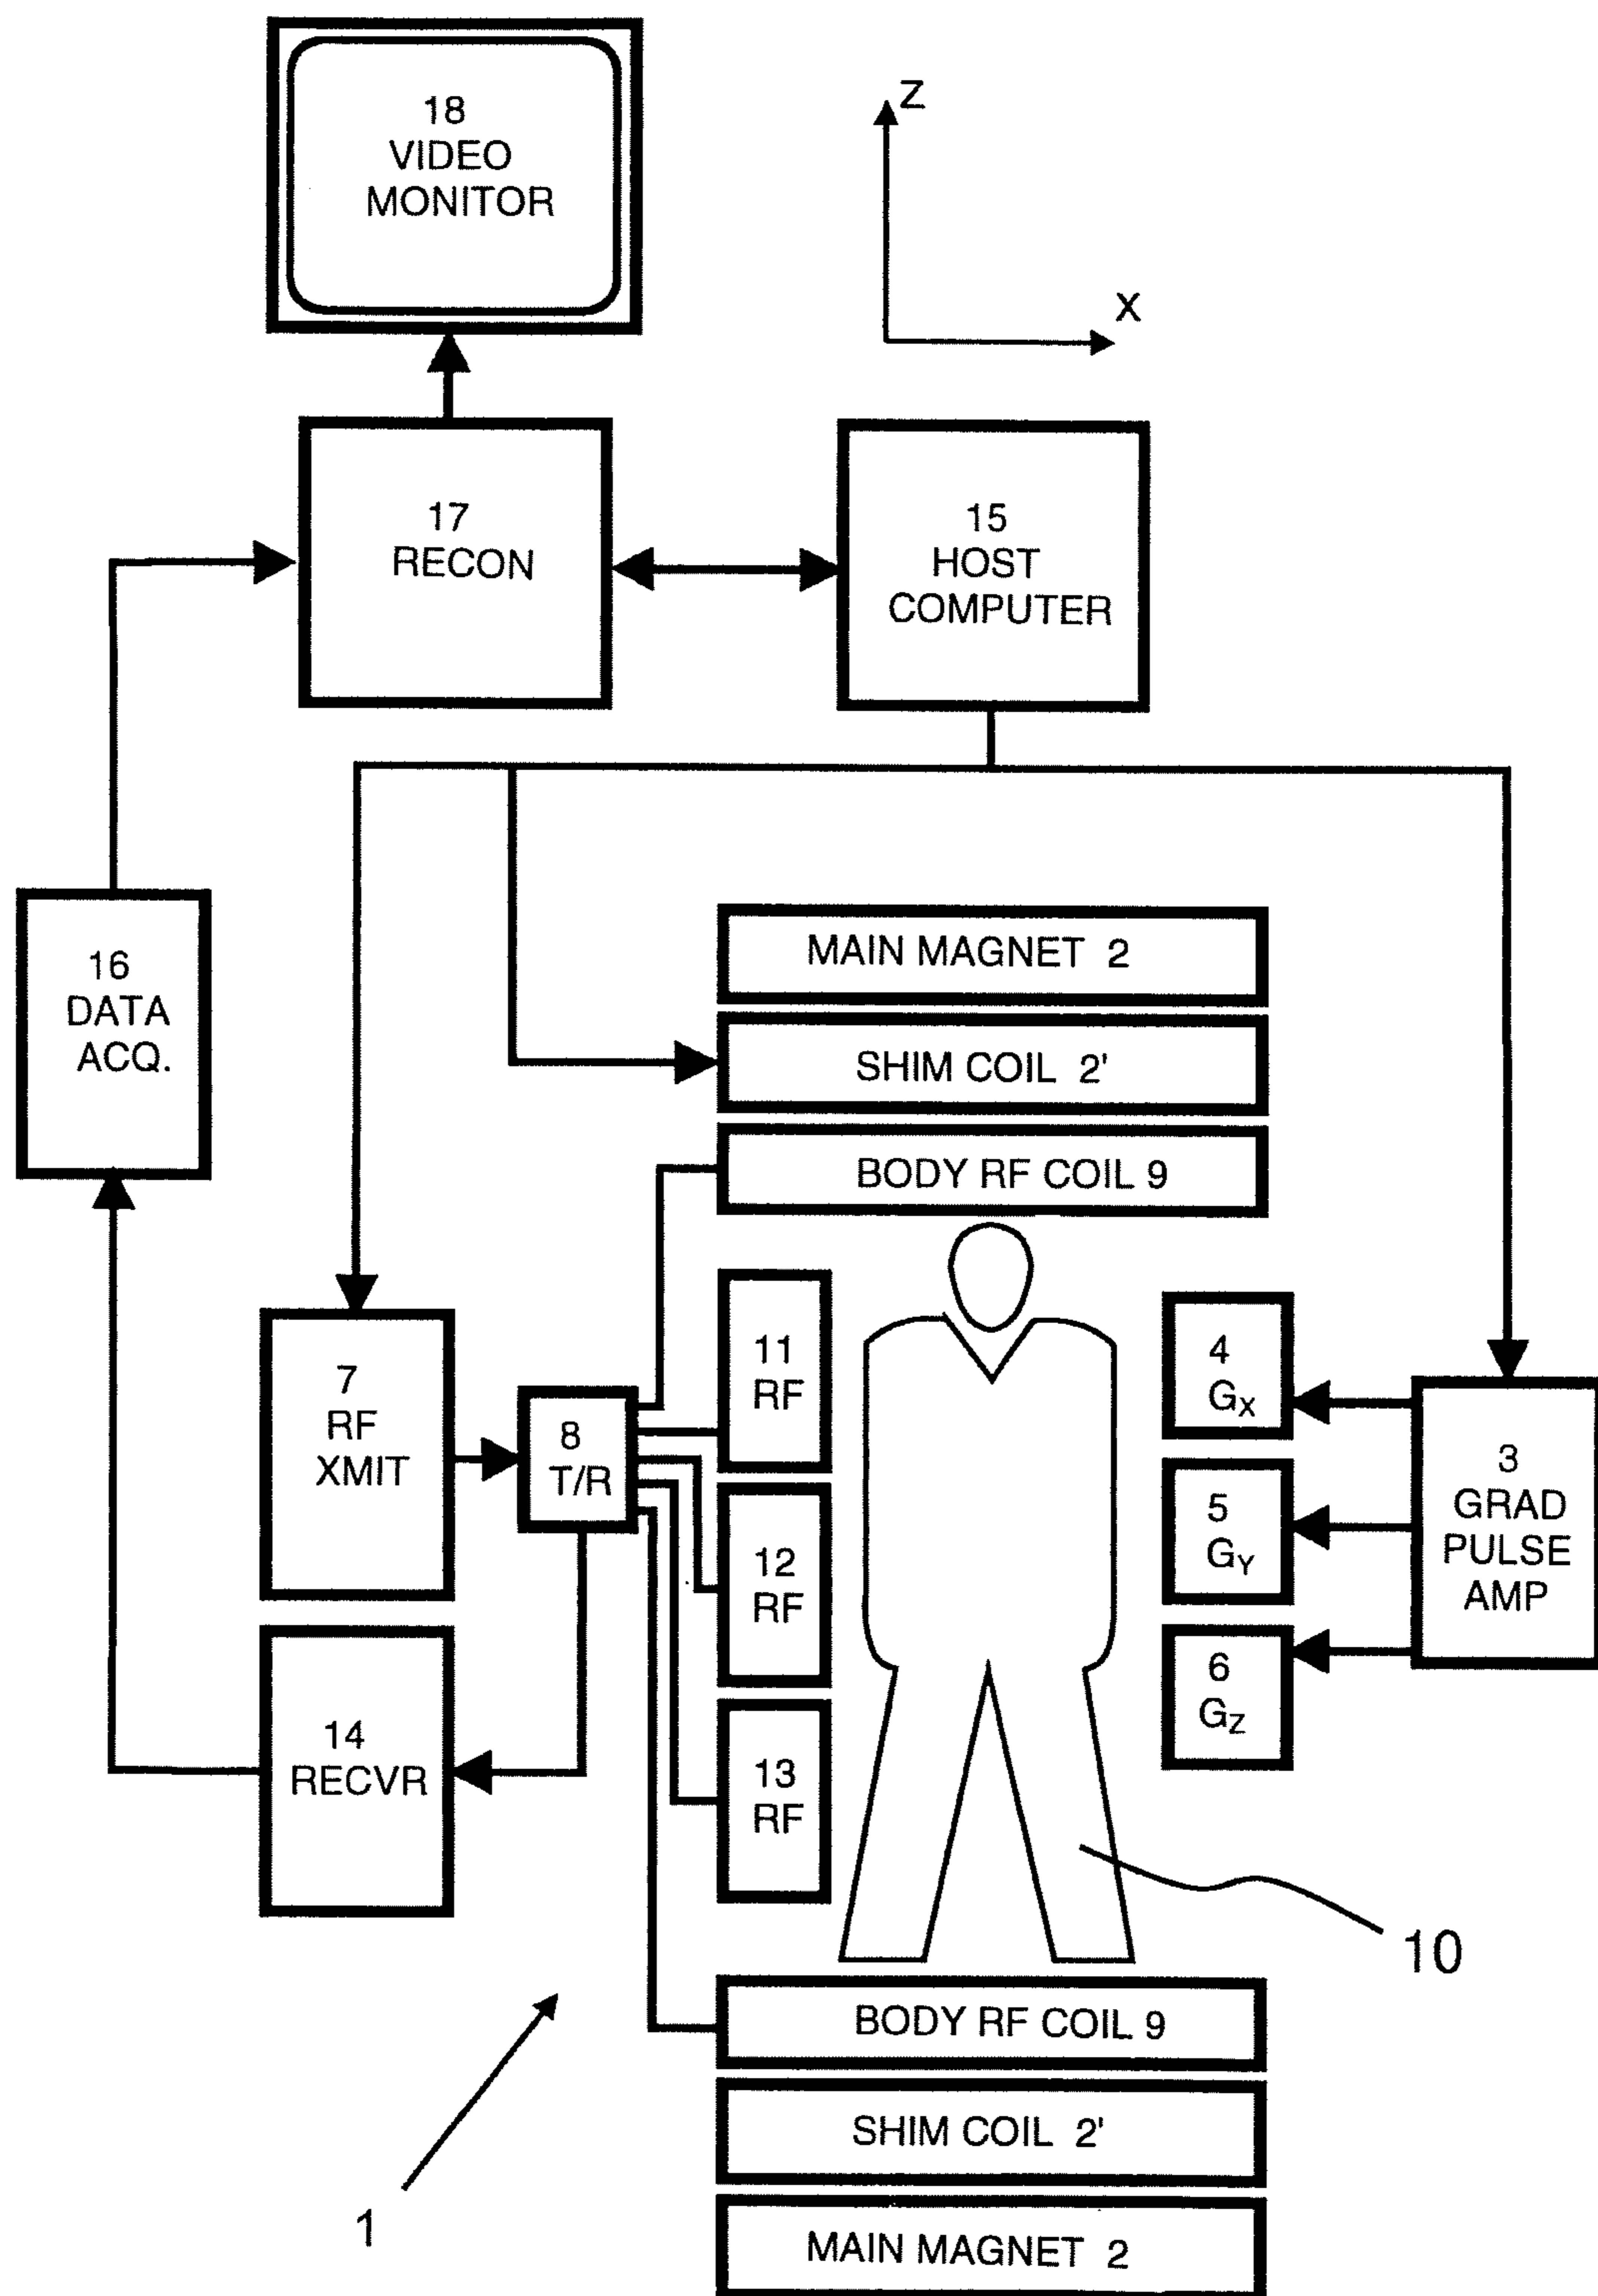 18
VIDEO
MONITOR
Z
X
17
RECON
15
HOST
COMPUTER
16
DATA
ACQ.
MAIN MAGNET 2
SHIM COIL 2'
BODY RF COIL 9
7
RF
XMIT
8
T/R
11
RF
12
RF
13
RF
4
GX
5
GY
6
GZ
3
GRAD
PULSE
AMP
14
RECVR
10
BODY RF COIL 9
SHIM COIL 2'
MAIN MAGNET 2
1